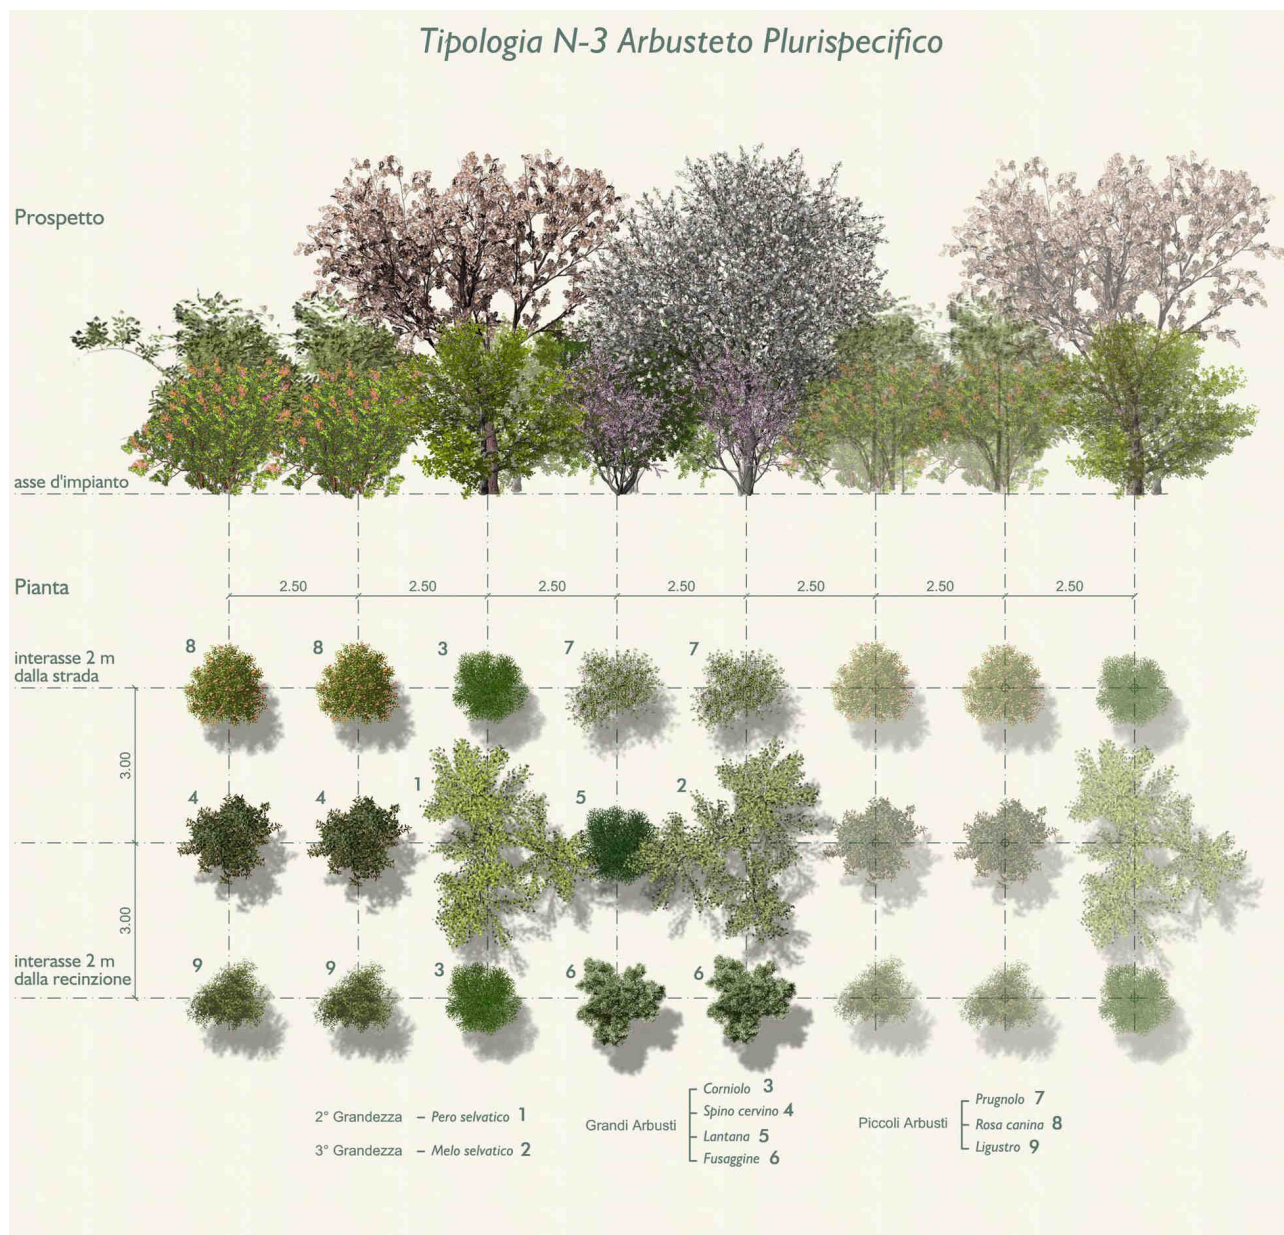 Tipologia N-3 Arbusteto Plurispecifico
Prospetto
asse d'impianto
Pianta
2.50 2.50 2.50 2.50 2.50 2.50 2.50
8 8 3 7 7
interasse 2 m
dalla strada
3.00
1 2
4 4 5
3.00
interasse 2 m
dalla recinzione
9 9 3 6 6
2° Grandezza – Pero selvatico 1
3° Grandezza – Melo selvatico 2
Grandi Arbusti
Corniolo 3
Spino cervino 4
Lantana 5
Fusaggine 6
Piccoli Arbusti
Prugnolo 7
Rosa canina 8
Ligustro 9